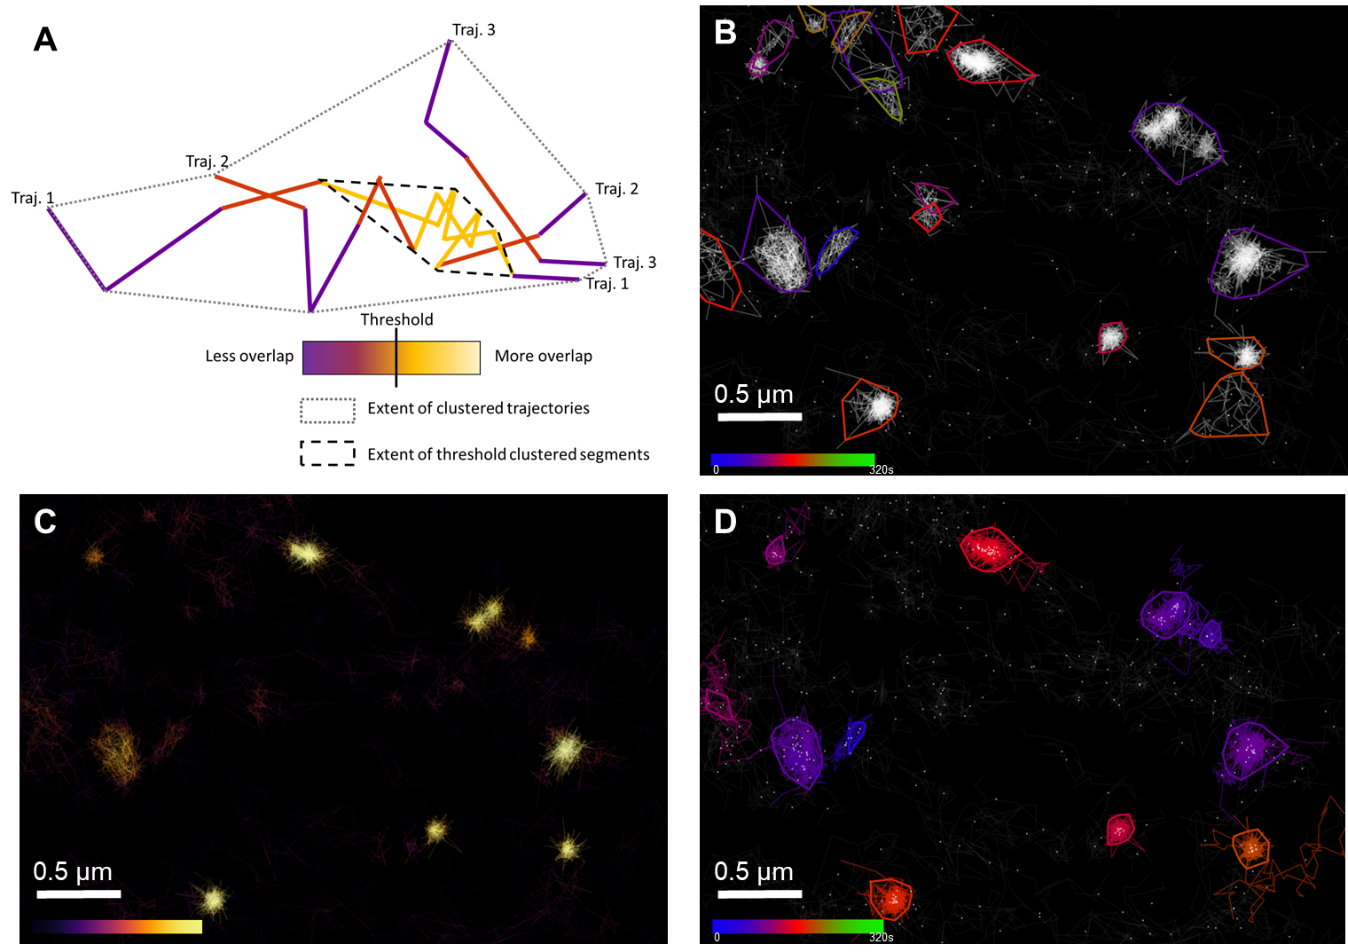 A
Traj. 3
Traj. 2
Traj. 1
Traj. 2
Traj. 3
Traj. 1
Threshold
Less overlap
More overlap
Extent of clustered trajectories
Extent of threshold clustered segments
B
0.5 μm
0
320s
C
0.5 μm
D
0.5 μm
0
320s